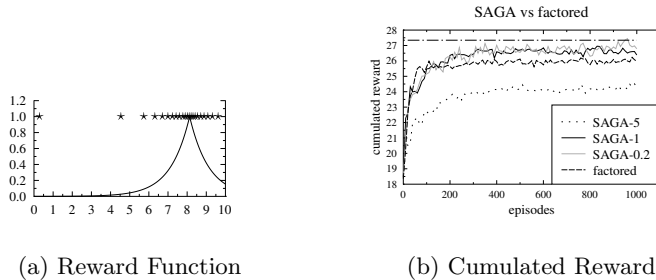 SAGA vs factored
28
27
26
25
24
23
22
21
20
19
18
cumulated reward
0 200 400 600 800 1000
episodes
SAGA-5
SAGA-1
SAGA-0.2
factored
1.2
1.0
0.8
0.6
0.4
0.2
0.0
0 1 2 3 4 5 6 7 8 9 10
(a) Reward Function
(b) Cumulated Reward